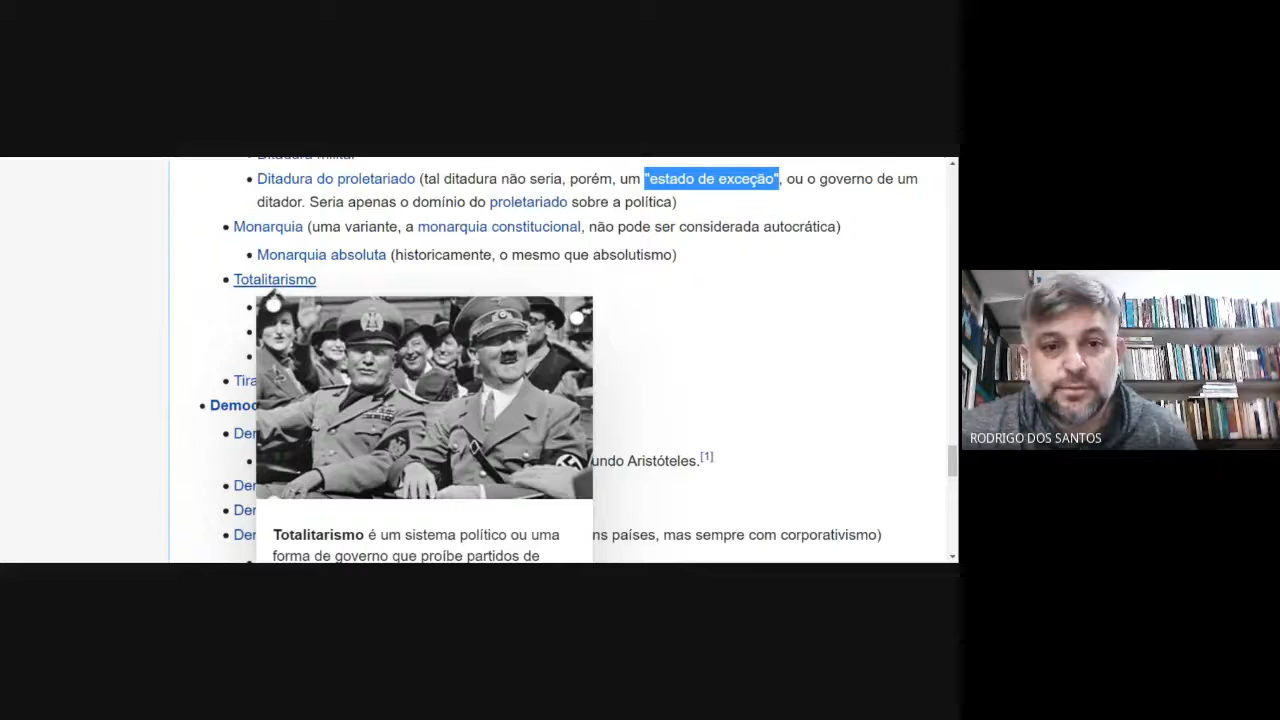 Ditadura militar
Ditadura do proletariado (tal ditadura não seria, porém, um "estado de exceção", ou o governo de um
ditador. Seria apenas o domínio do proletariado sobre a política)
Monarquia (uma variante, a monarquia constitucional, não pode ser considerada autocrática)
Monarquia absoluta (historicamente, o mesmo que absolutismo)
Totalitarismo
Tira
Democ
Der
undo Aristóteles.[1]
Der
Der
Der
ns países, mas sempre com corporativismo)
Totalitarismo é um sistema político ou uma
forma de governo que proíbe partidos de
RODRIGO DOS SANTOS